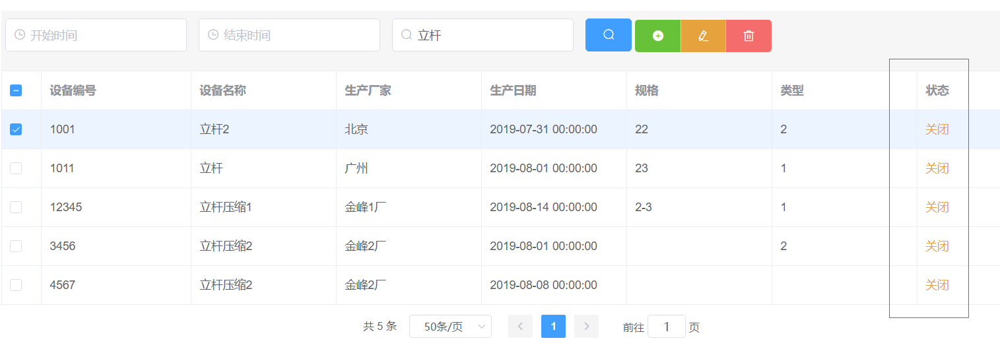 开始时间 结束时间 立杆
设备编号 设备名称 生产厂家 生产日期 规格 类型 状态
1001 立杆2 北京 2019-07-31 00:00:00 22 2 关闭
1011 立杆 广州 2019-08-01 00:00:00 23 1 关闭
12345 立杆压缩1 金峰1厂 2019-08-14 00:00:00 2-3 1 关闭
3456 立杆压缩2 金峰2厂 2019-08-01 00:00:00 2 关闭
4567 立杆压缩2 金峰2厂 2019-08-08 00:00:00 关闭
共 5 条 50条/页 1 前往 1 页